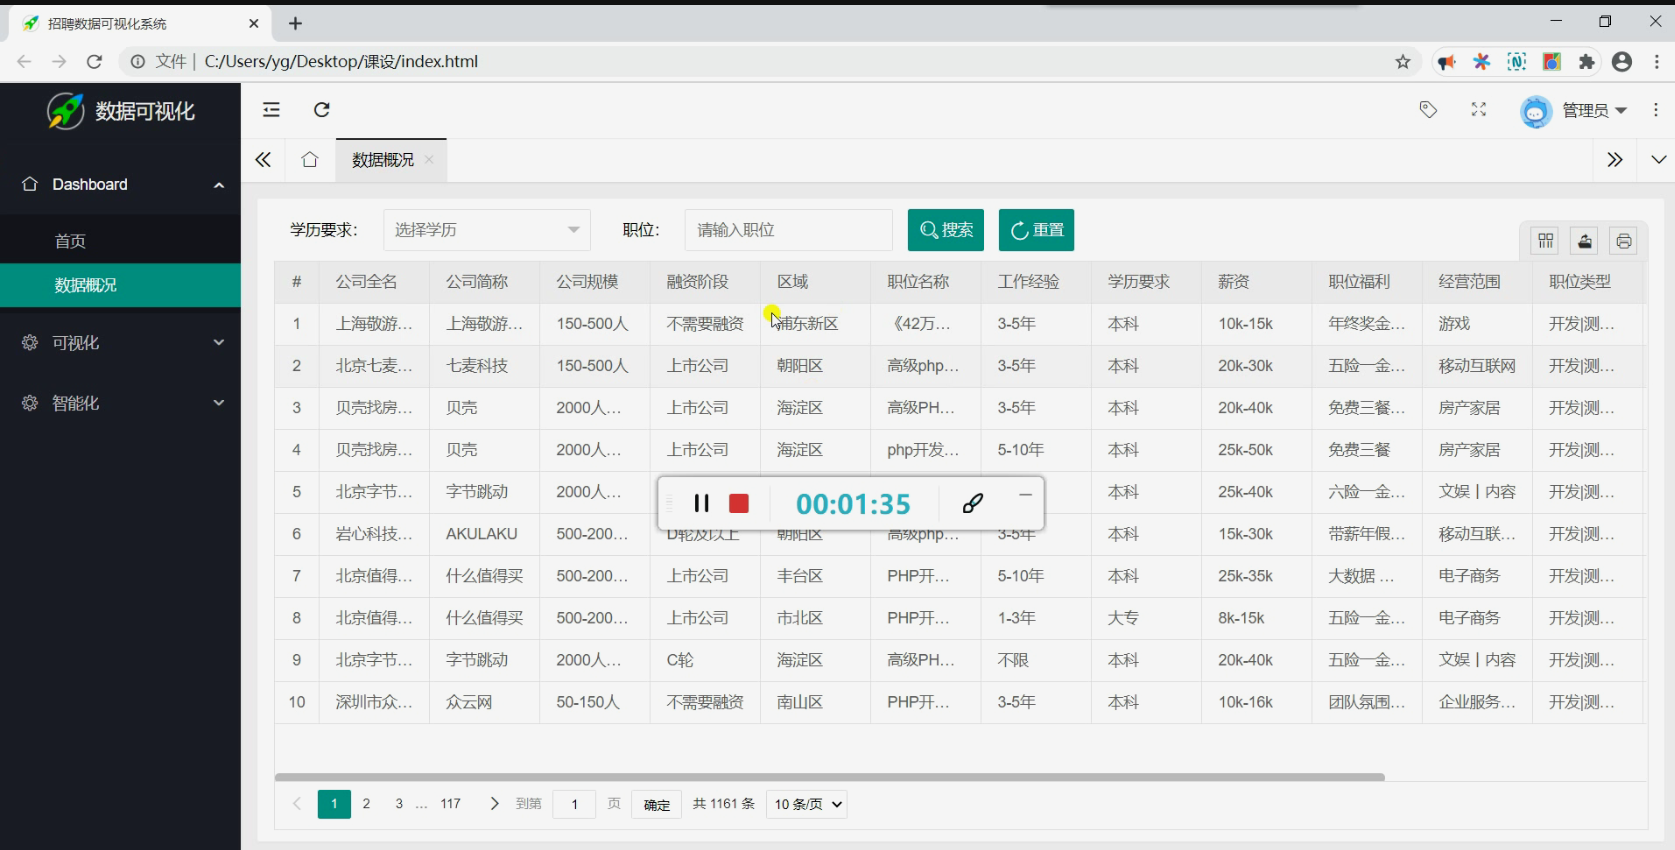 招聘数据可视化系统
文件 | C:/Users/yg/Desktop/课设/index.html
数据可视化
管理员
数据概况
Dashboard
首页
数据概况
可视化
智能化
学历要求： 选择学历 职位： 请输入职位 搜索 重置
# 公司全名 公司简称 公司规模 融资阶段 区域 职位名称 工作经验 学历要求 薪资 职位福利 经营范围 职位类型
1 上海敬游... 上海敬游... 150-500人 不需要融资 浦东新区 《42万... 3-5年 本科 10k-15k 年终奖金... 游戏 开发|测...
2 北京七麦... 七麦科技 150-500人 上市公司 朝阳区 高级php... 3-5年 本科 20k-30k 五险一金... 移动互联网 开发|测...
3 贝壳找房... 贝壳 2000人... 上市公司 海淀区 高级PH... 3-5年 本科 20k-40k 免费三餐... 房产家居 开发|测...
4 贝壳找房... 贝壳 2000人... 上市公司 海淀区 php开发... 5-10年 本科 25k-50k 免费三餐 房产家居 开发|测...
5 北京字节... 字节跳动 2000人... 本科 25k-40k 六险一金... 文娱丨内容 开发|测...
00:01:35
6 岩心科技... AKULAKU 500-200... D轮及以上 朝阳区 高级php... 3-5年 本科 15k-30k 带薪年假... 移动互联... 开发|测...
7 北京值得... 什么值得买 500-200... 上市公司 丰台区 PHP开... 5-10年 本科 25k-35k 大数据 ... 电子商务 开发|测...
8 北京值得... 什么值得买 500-200... 上市公司 市北区 PHP开... 1-3年 大专 8k-15k 五险一金... 电子商务 开发|测...
9 北京字节... 字节跳动 2000人... C轮 海淀区 高级PH... 不限 本科 20k-40k 五险一金... 文娱丨内容 开发|测...
10 深圳市众... 众云网 50-150人 不需要融资 南山区 PHP开... 3-5年 本科 10k-16k 团队氛围... 企业服务... 开发|测...
1 2 3 ... 117 到第 1 页 确定 共 1161 条 10 条/页